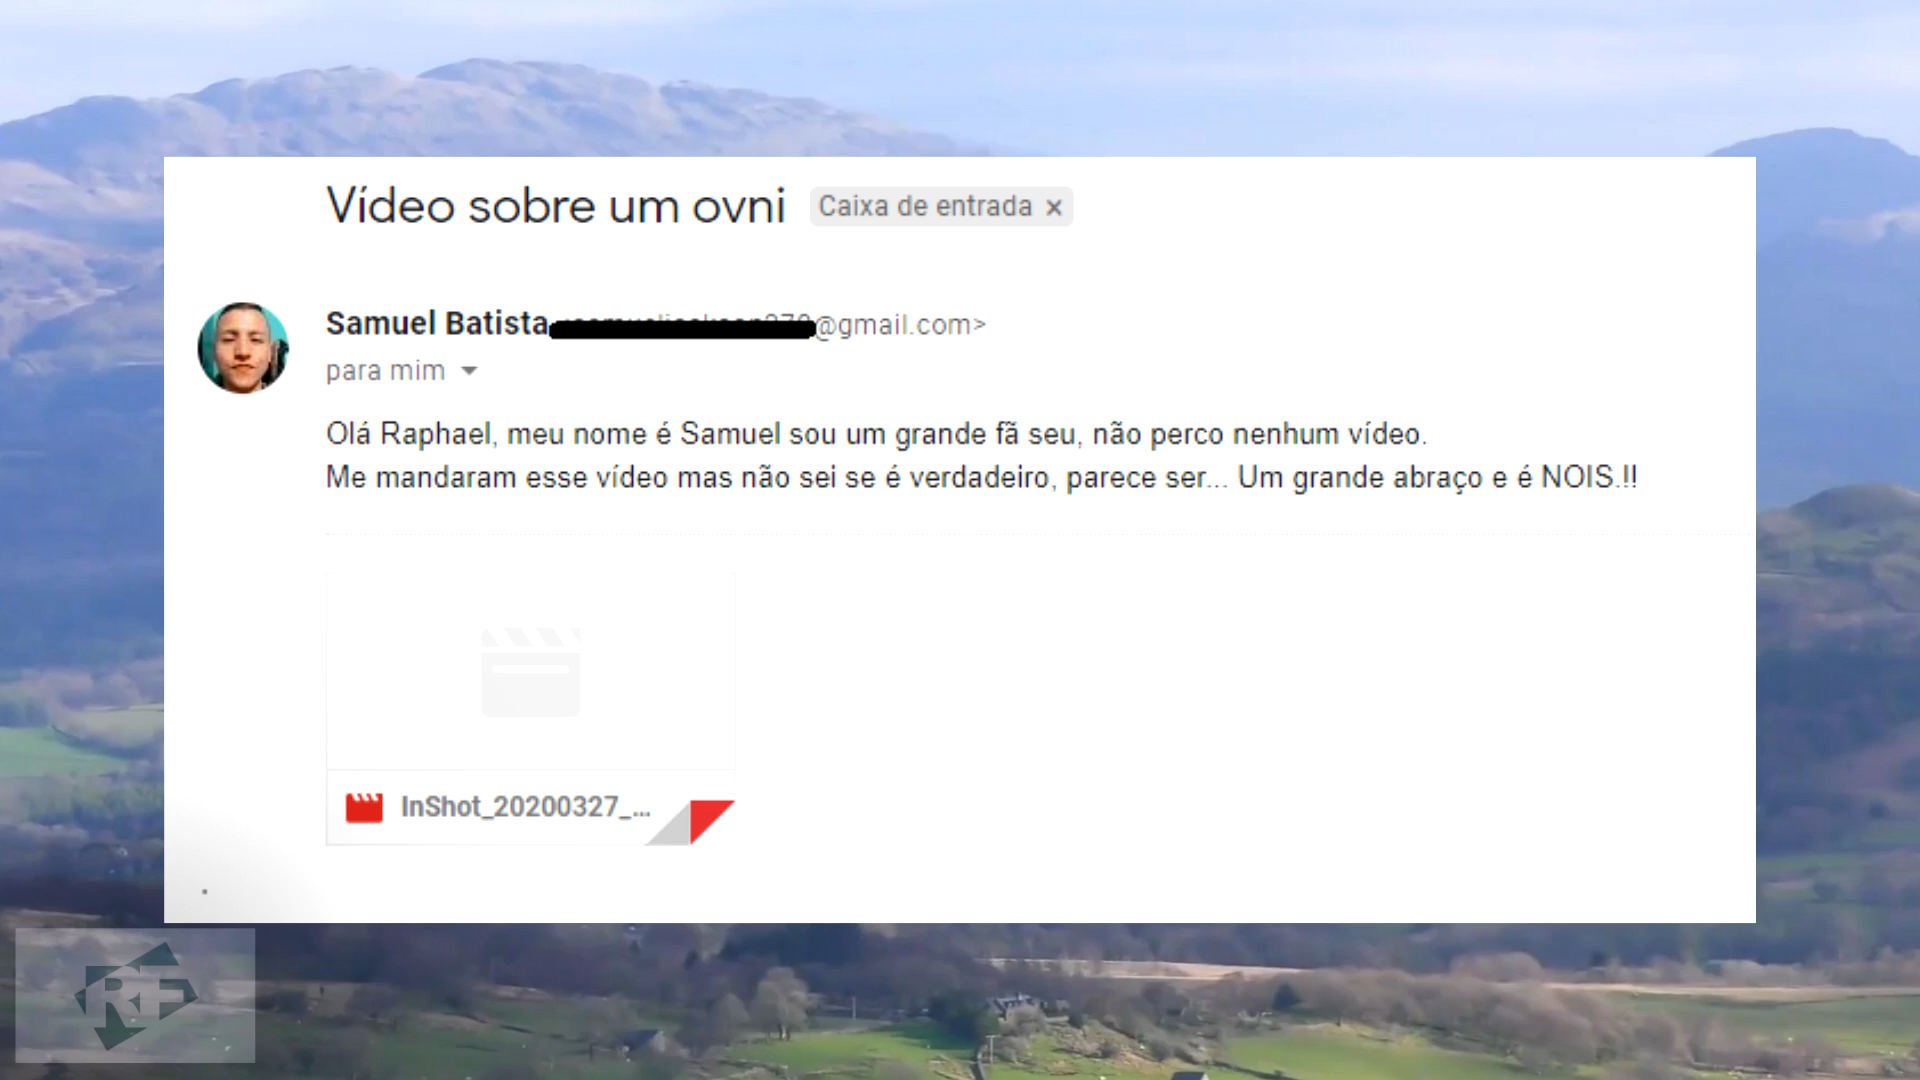 Vídeo sobre um ovni Caixa de entrada x
Samuel Batista @gmail.com>
para mim
Olá Raphael, meu nome é Samuel sou um grande fã seu, não perco nenhum vídeo.
Me mandaram esse vídeo mas não sei se é verdadeiro, parece ser... Um grande abraço e é NOIS.!!
InShot_20200327_...
RF